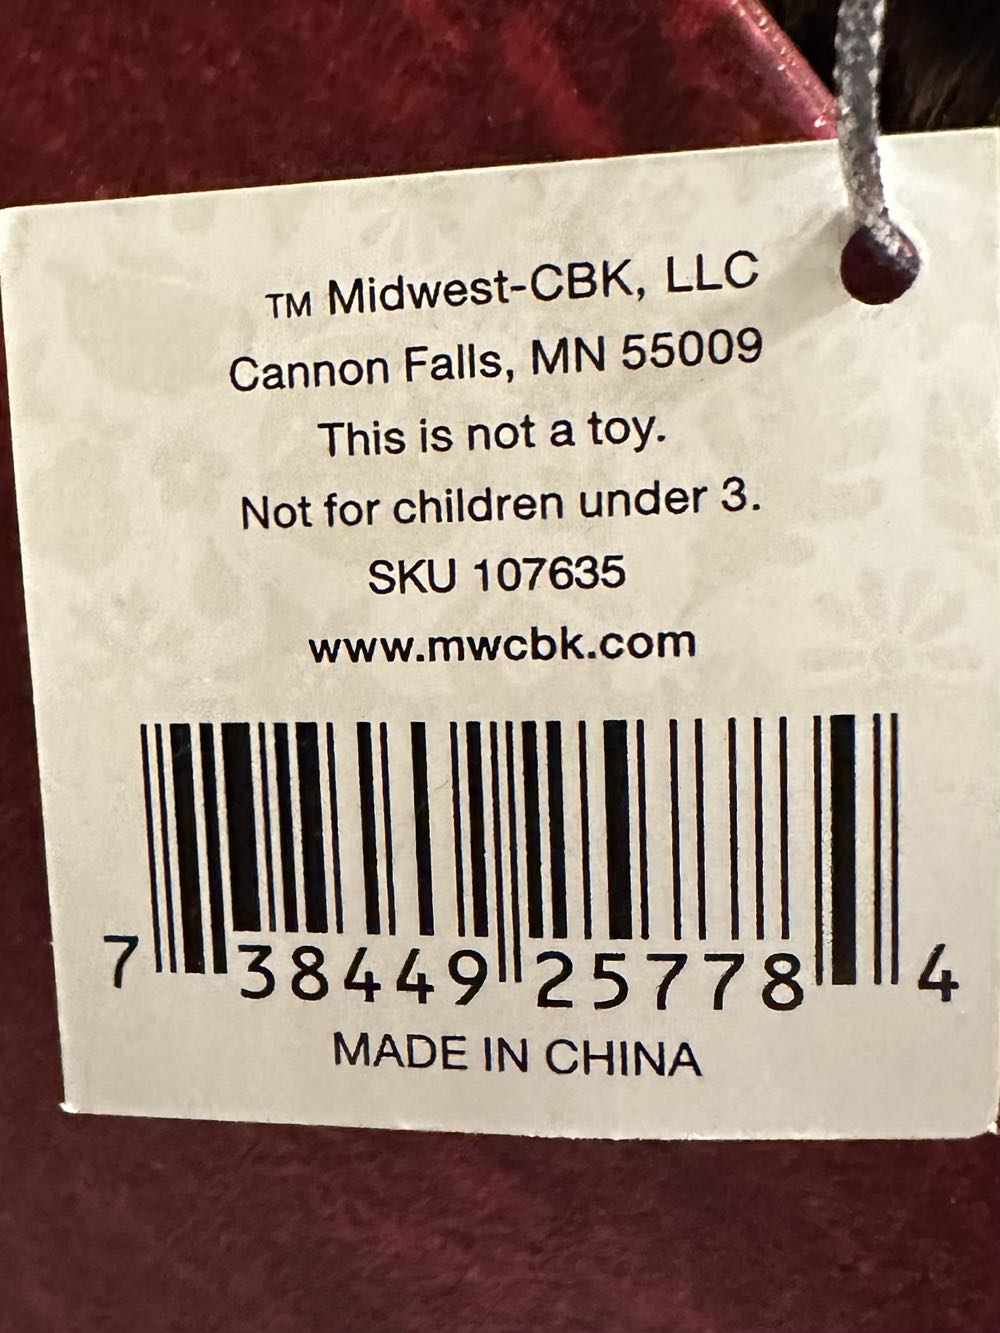 TM Midwest-CBK, LLC
Cannon Falls, MN 55009
This is not a toy.
Not for children under 3.
SKU 107635
www.mwcbk.com
7 38449 25778 4
MADE IN CHINA